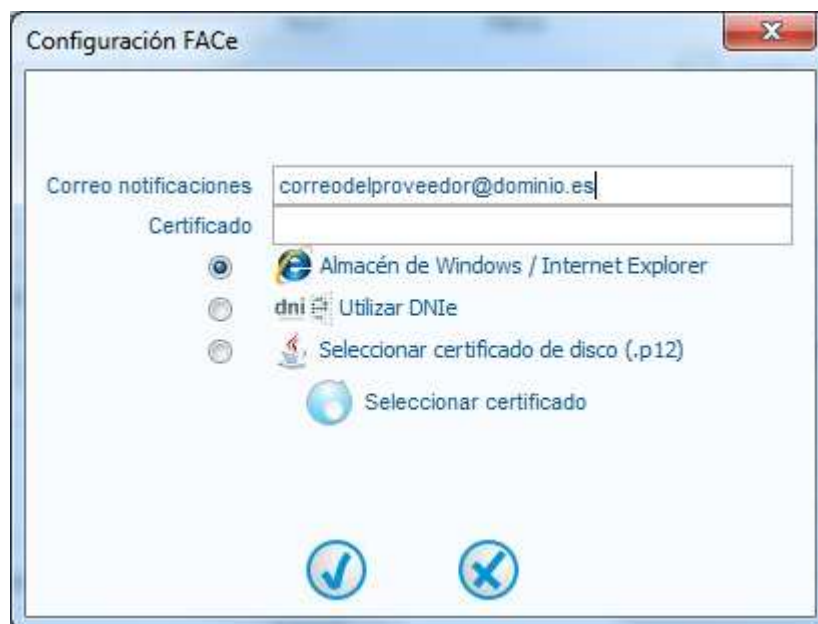 Configuración FACe
Correo notificaciones correodelproveedor@dominio.es
Certificado
Almacén de Windows / Internet Explorer
dni e Utilizar DNIe
Seleccionar certificado de disco (.p12)
Seleccionar certificado